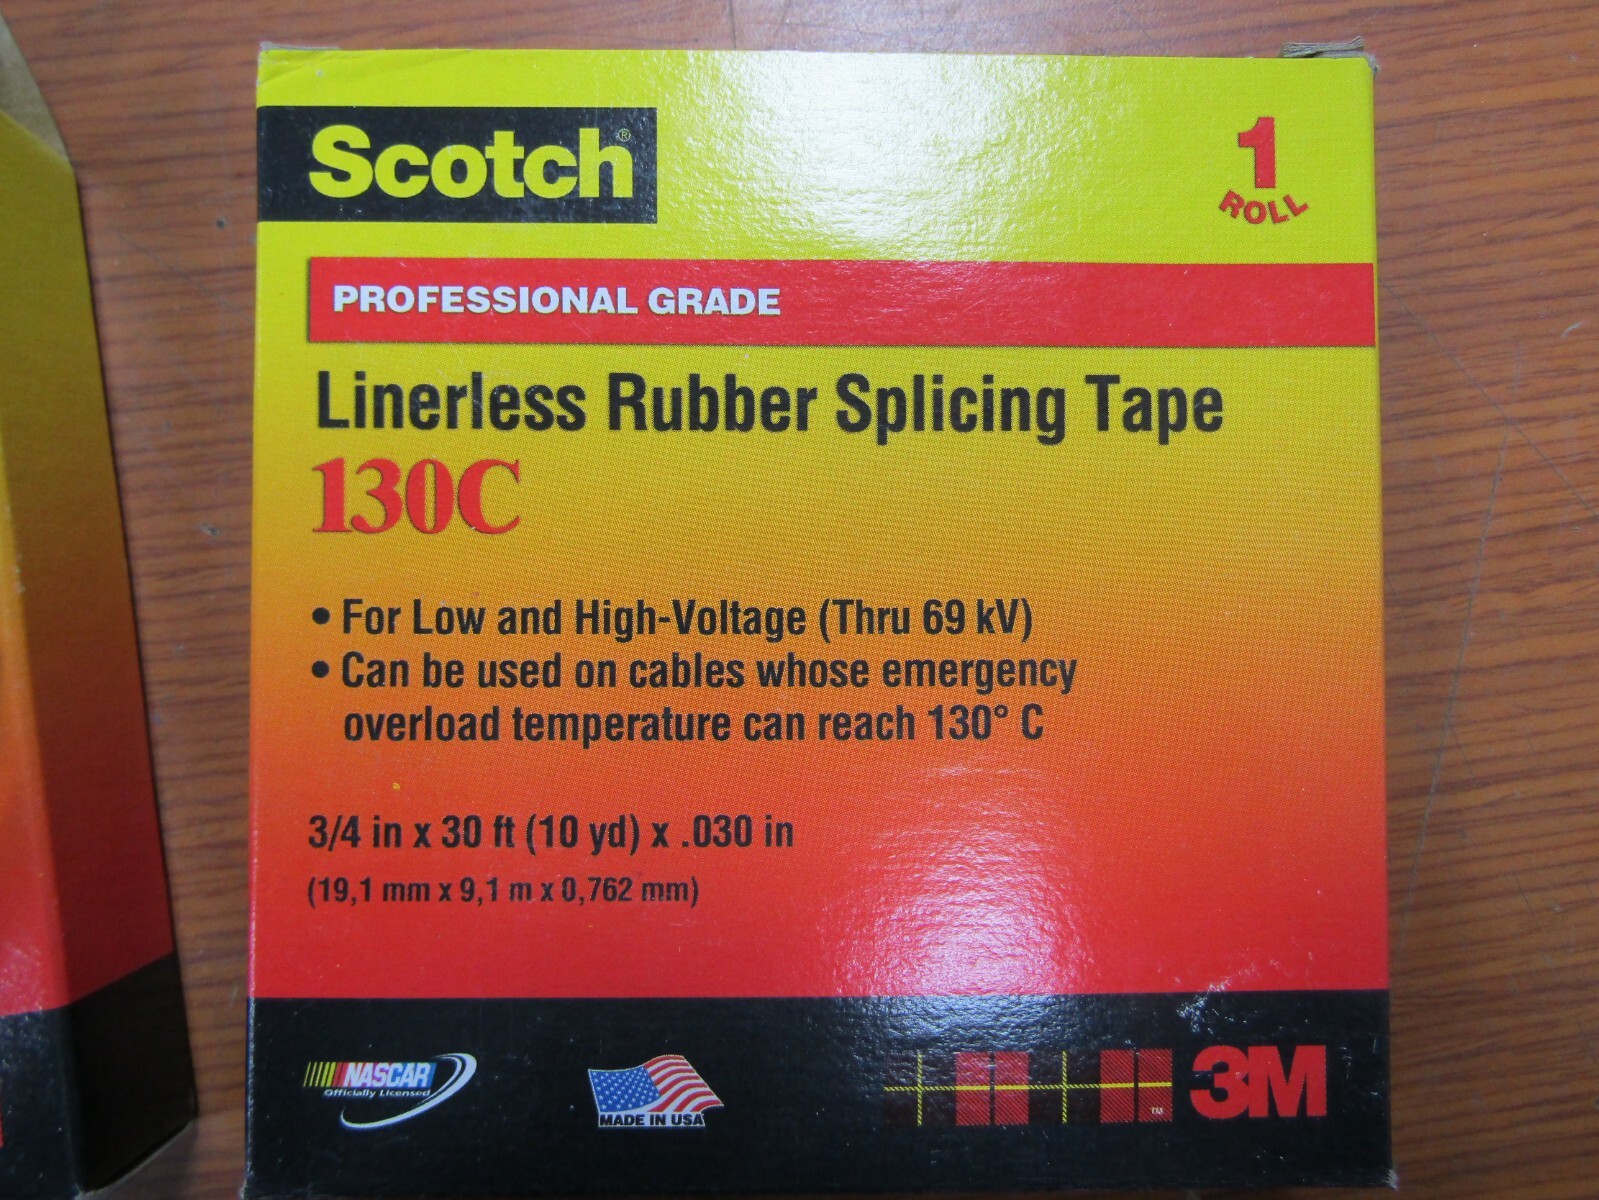 Scotch®
1
ROLL
PROFESSIONAL GRADE
Linerless Rubber Splicing Tape
130C
• For Low and High-Voltage (Thru 69 kV)
• Can be used on cables whose emergency
overload temperature can reach 130° C
3/4 in x 30 ft (10 yd) x .030 in
(19,1 mm x 9,1 m x 0,762 mm)
NASCAR
Officially Licensed
MADE IN USA
TM
3M